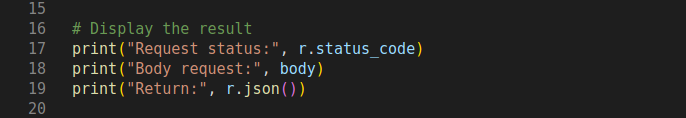 15
16 # Display the result
17 print("Request status:", r.status_code)
18 print("Body request:", body)
19 print("Return:", r.json())
20